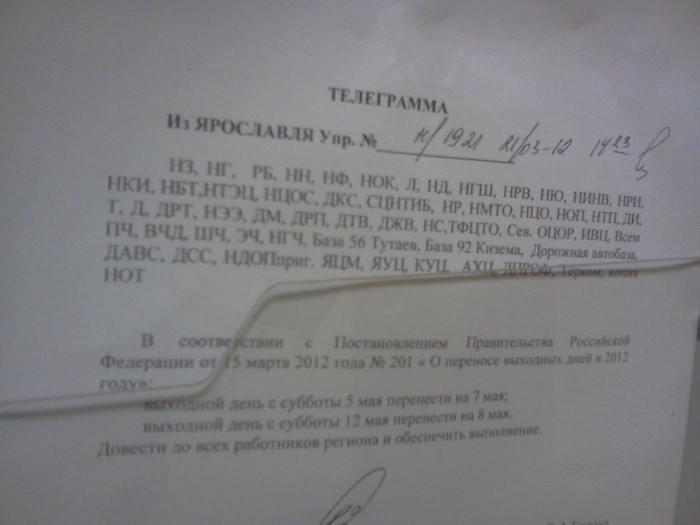 ТЕЛЕГРАММА
Из ЯРОСЛАВЛЯ Упр. № н/1921 21/03-12 1423
НЗ, НГ, РБ, НН, НФ, НОК, Л, НД, НГШ, НРВ, НЮ, НИНВ, НРИ,
НКИ, НБТ,НТЭЦ, НЦОС, ДКС, СЦНТИБ, НР, НМТО, НЦО, НОП, НТП, ДИ,
Т, Д, ДРТ, НЭЭ, ДМ, ДРП, ДТВ, ДЖВ, НС,ТФЦТО, Сев. ОЦОР, ИВЦ, Всем
ПЧ, ВЧД, ШЧ, ЭЧ, НГЧ, База 56 Тутаев, База 92 Кизема, Дорожная автобаза,
ДАВС, ДСС, НДОПприг. ЯЦМ, ЯУЦ, КУЦ, АХЦ, ДПРОФ, Терком, копия
НОТ
В соответствии с Постановлением Правительства Российской
Федерации от 15 марта 2012 года № 201 « О переносе выходных дней в 2012
году»:
выходной день с субботы 5 мая перенести на 7 мая;
выходной день с субботы 12 мая перенести на 8 мая.
Довести до всех работников региона и обеспечить выполнение.